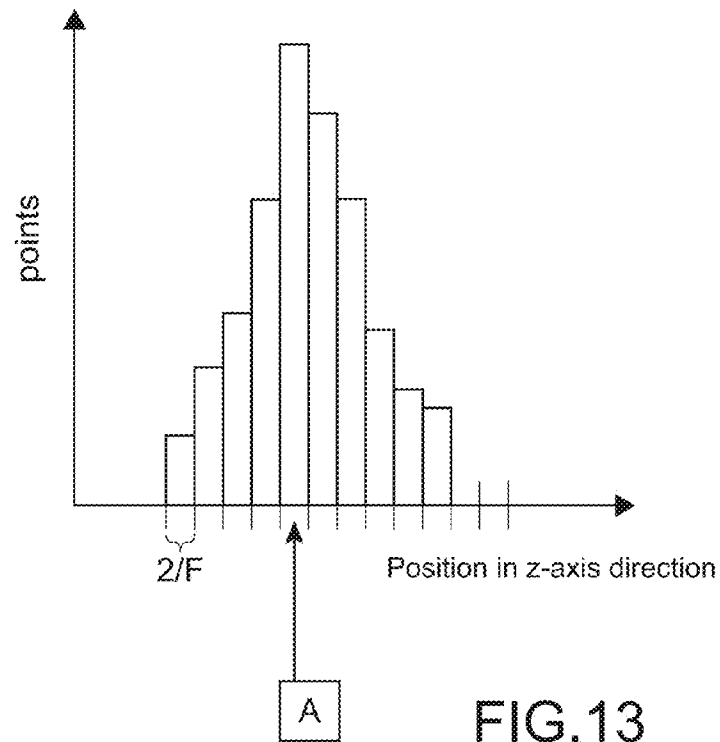 points
2/F
Position in z-axis direction
A
FIG.13